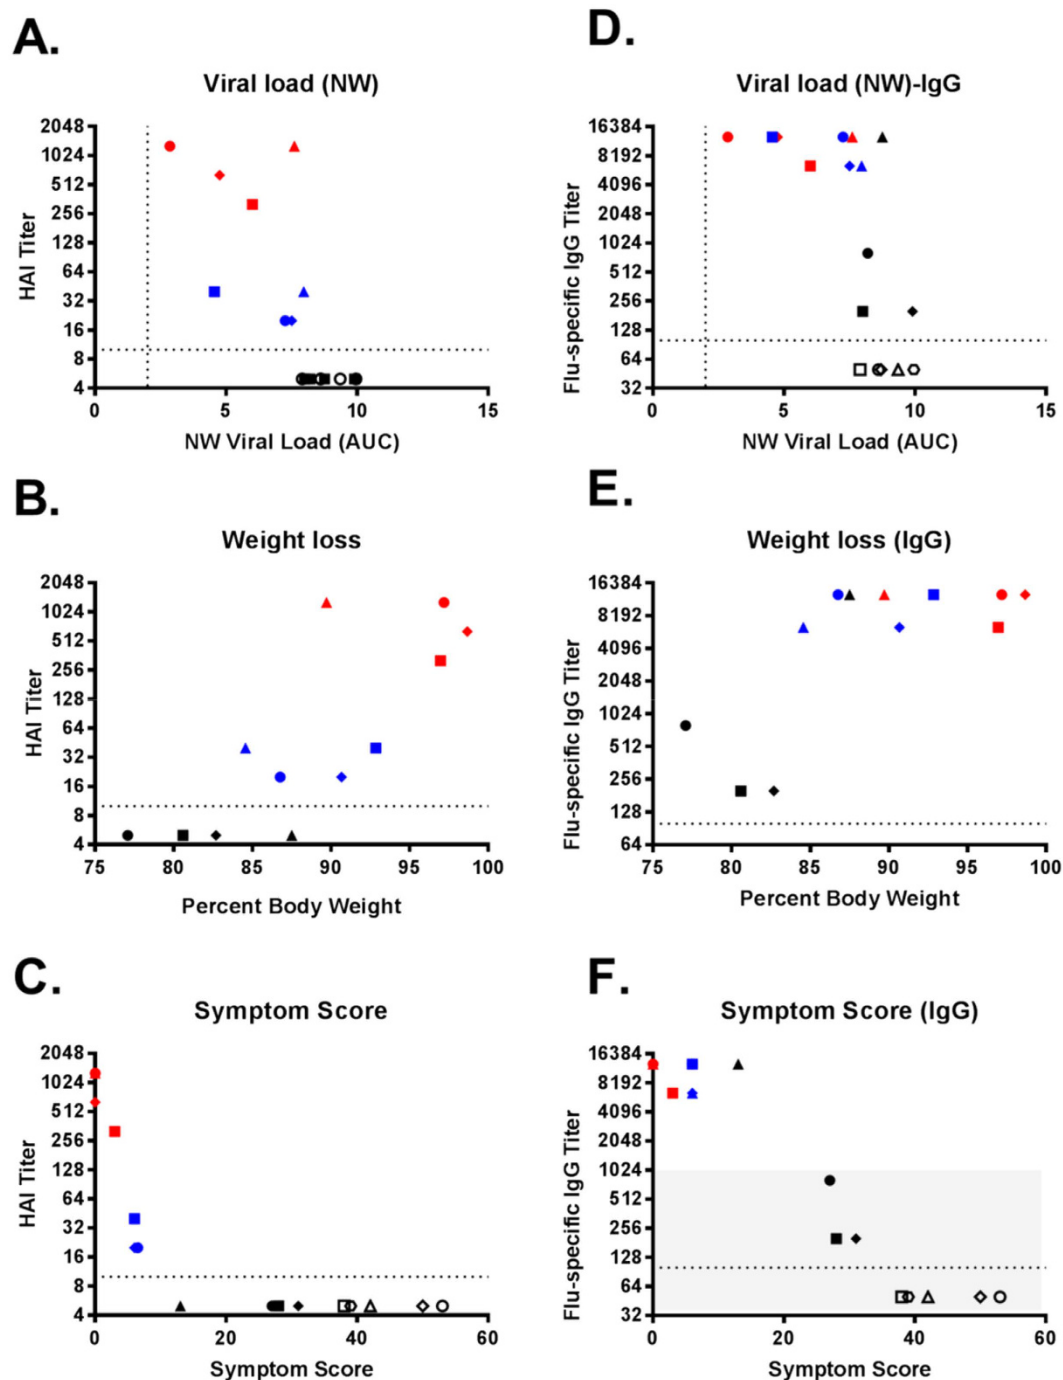 A.
Viral load (NW)
HAI Titer
2048
1024
512
256
128
64
32
16
8
4
0 5 10 15
NW Viral Load (AUC)
D.
Viral load (NW)-IgG
Flu-specific IgG Titer
16384
8192
4096
2048
1024
512
256
128
64
32
0 5 10 15
NW Viral Load (AUC)
B.
Weight loss
HAI Titer
2048
1024
512
256
128
64
32
16
8
4
75 80 85 90 95 100
Percent Body Weight
E.
Weight loss (IgG)
Flu-specific IgG Titer
16384
8192
4096
2048
1024
512
256
128
64
75 80 85 90 95 100
Percent Body Weight
C.
Symptom Score
HAI Titer
2048
1024
512
256
128
64
32
16
8
4
0 20 40 60
Symptom Score
F.
Symptom Score (IgG)
Flu-specific IgG Titer
16384
8192
4096
2048
1024
512
256
128
64
32
0 20 40 60
Symptom Score